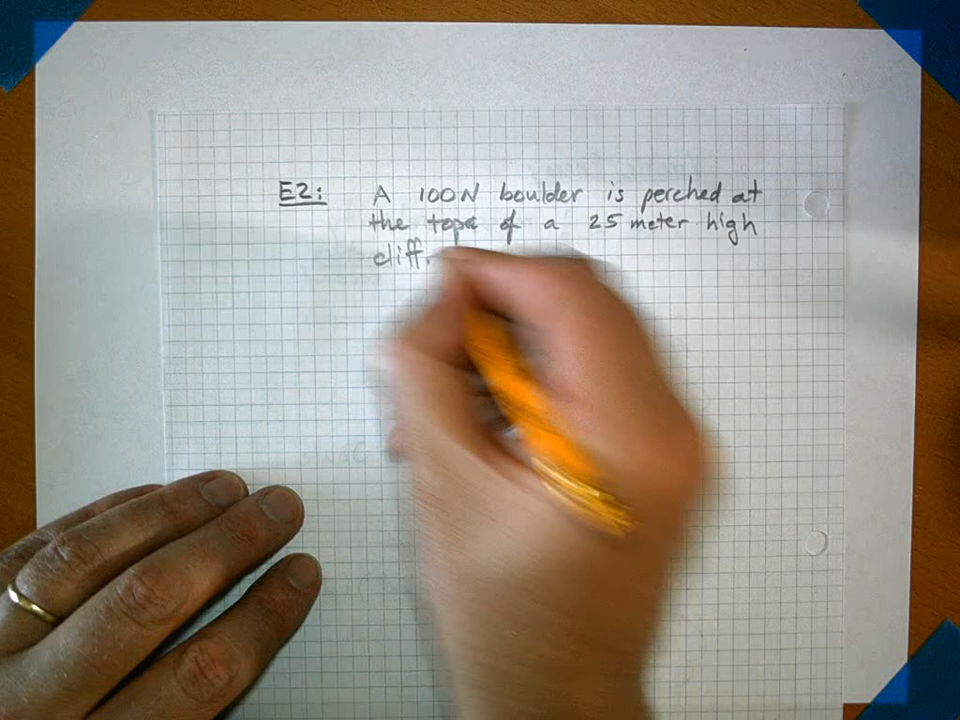 E2: A 100N boulder is perched at
the top of a 25 meter high
cliff.